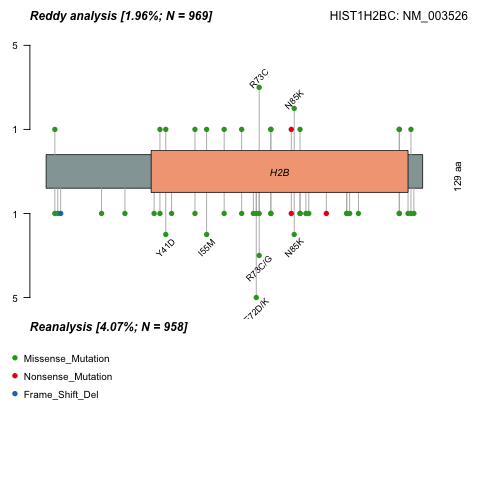 Reddy analysis [1.96%; N = 969]
HIST1H2BC: NM_003526
5
R73C
N85K
1
H2B
129 aa
1
Y41D
I55M
N85K
R73C/G
E72D/K
5
Reanalysis [4.07%; N = 958]
Missense_Mutation
Nonsense_Mutation
Frame_Shift_Del